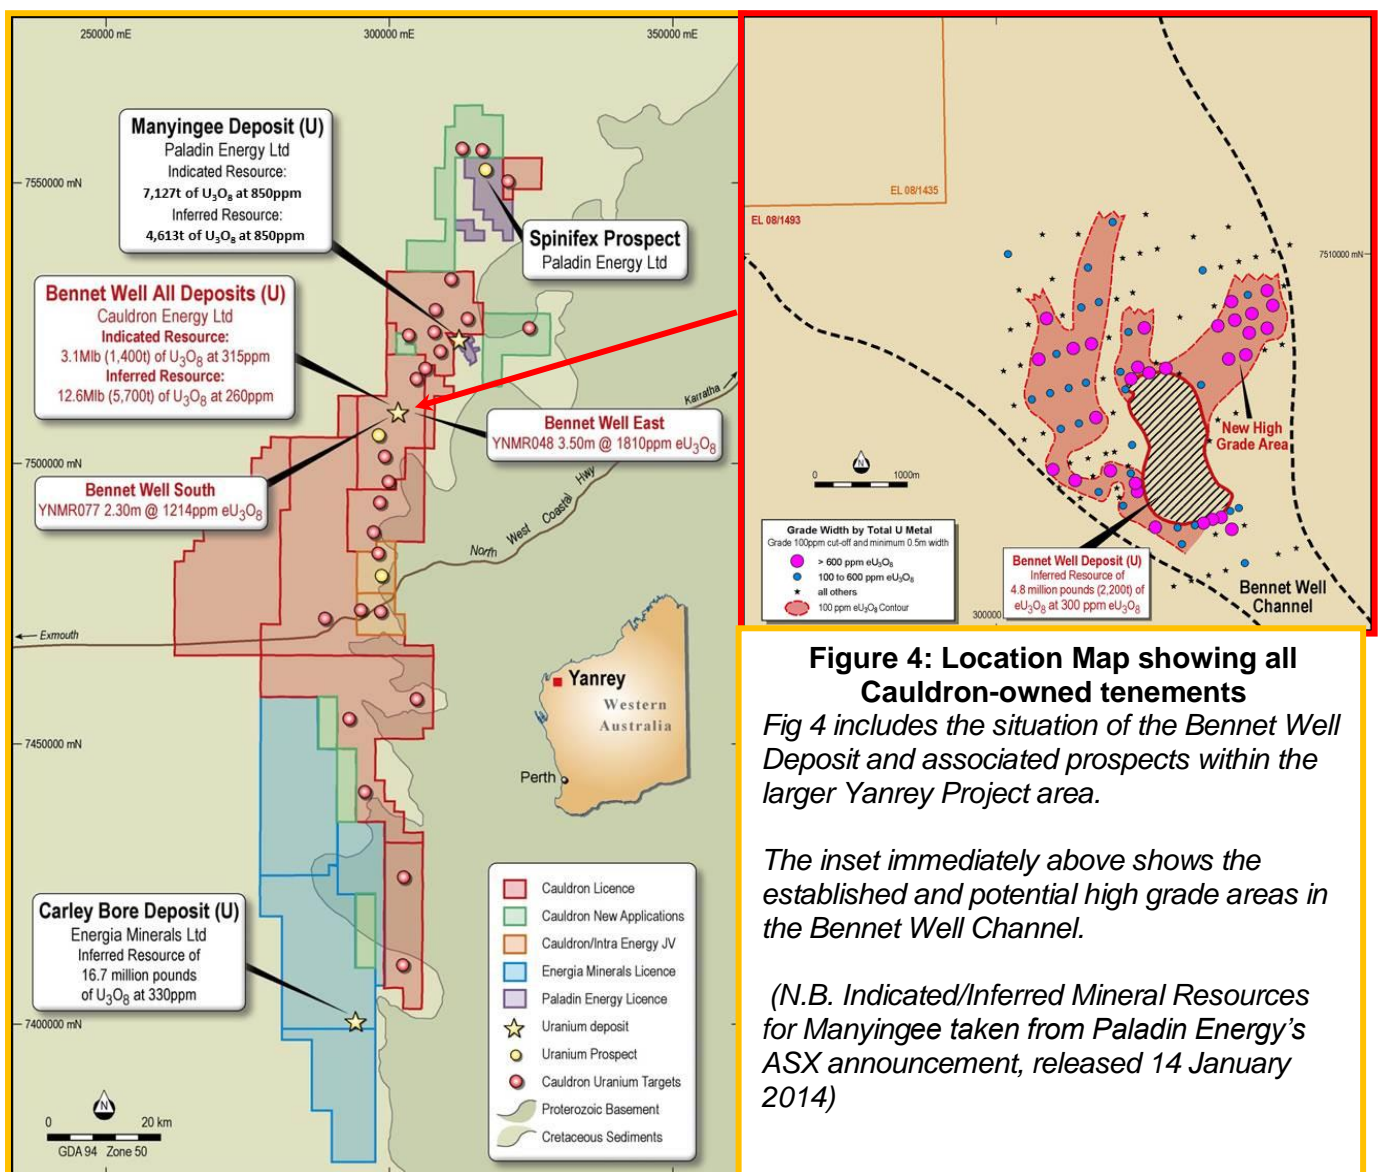 250000 mE
300000 mE
350000 mE
7550000 mN
7500000 mN
7450000 mN
7400000 mN
Manyingee Deposit (U)
Paladin Energy Ltd
Indicated Resource:
7,127t of U3O8 at 850ppm
Inferred Resource:
4,613t of U3O8 at 850ppm
Spinifex Prospect
Paladin Energy Ltd
Bennet Well All Deposits (U)
Cauldron Energy Ltd
Indicated Resource:
3.1Mlb (1,400t) of U3O8 at 315ppm
Inferred Resource:
12.6Mlb (5,700t) of U3O8 at 260ppm
Karratha
Bennet Well East
YNMR048 3.50m @ 1810ppm eU3O8
Bennet Well South
YNMR077 2.30m @ 1214ppm eU3O8
North West Coastal Hwy
Exmouth
Yanrey
Western
Australia
Perth
Carley Bore Deposit (U)
Energia Minerals Ltd
Inferred Resource of
16.7 million pounds
of U3O8 at 330ppm
Cauldron Licence
Cauldron New Applications
Cauldron/Intra Energy JV
Energia Minerals Licence
Paladin Energy Licence
Uranium deposit
Uranium Prospect
Cauldron Uranium Targets
Proterozoic Basement
Cretaceous Sediments
N
0 20 km
GDA 94 Zone 50
EL 08/1435
EL 08/1493
7510000 mN
New High
Grade Area
N
0 1000m
Grade Width by Total U Metal
Grade 100ppm cut-off and minimum 0.5m width
> 600 ppm eU3O8
100 to 600 ppm eU3O8
all others
100 ppm eU3O8 Contour
Bennet Well Deposit (U)
Inferred Resource of
4.8 million pounds (2,200t) of
eU3O8 at 300 ppm eU3O8
Bennet Well
Channel
300000
Figure 4: Location Map showing all
Cauldron-owned tenements
Fig 4 includes the situation of the Bennet Well
Deposit and associated prospects within the
larger Yanrey Project area.
The inset immediately above shows the
established and potential high grade areas in
the Bennet Well Channel.
(N.B. Indicated/Inferred Mineral Resources
for Manyingee taken from Paladin Energy's
ASX announcement, released 14 January
2014)